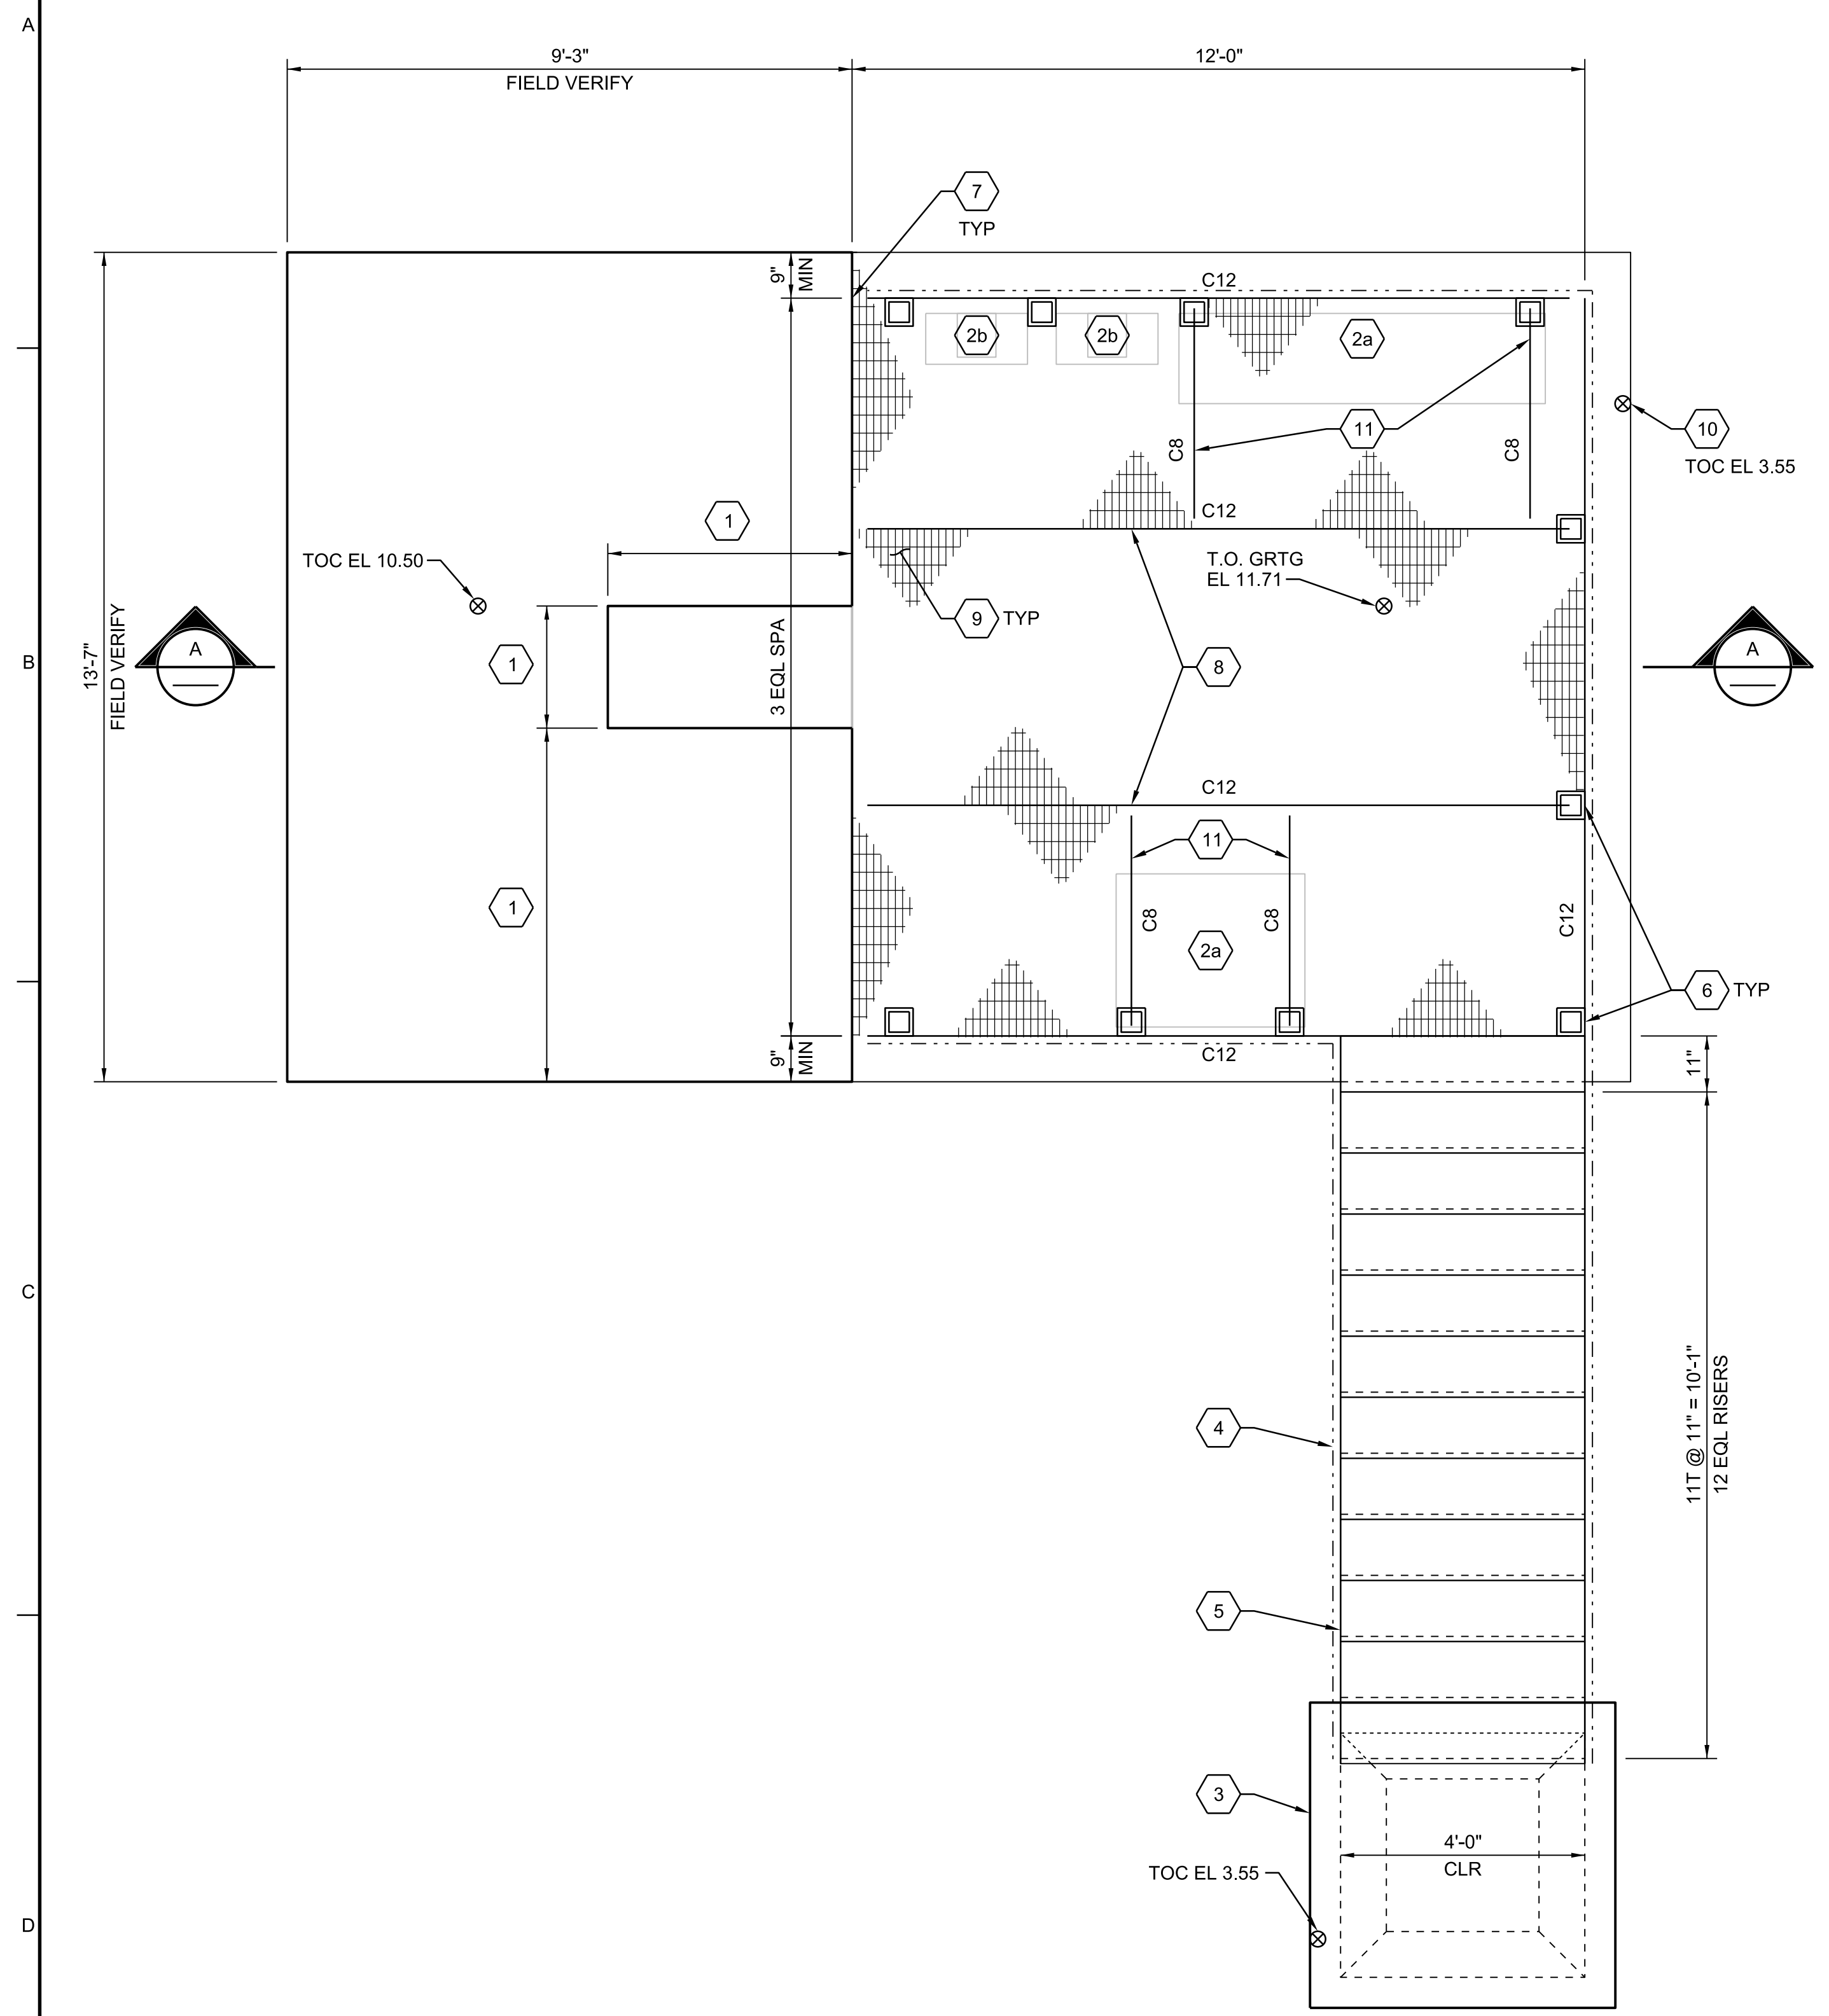 A
9'-3"
FIELD VERIFY
12'-0"
7
TYP
9"
MIN
C12
2b
2b
2a
11
C8
C8
10
TOC EL 3.55
1
C12
TOC EL 10.50
T.O. GRTG
EL 11.71
9 TYP
13'-7"
FIELD VERIFY
A
B
1
3 EQL SPA
8
A
C12
11
1
C8
C8
2a
C12
6 TYP
9"
MIN
C12
11"
C
4
11T @ 11" = 10'-1"
12 EQL RISERS
5
3
4'-0"
CLR
TOC EL 3.55
D